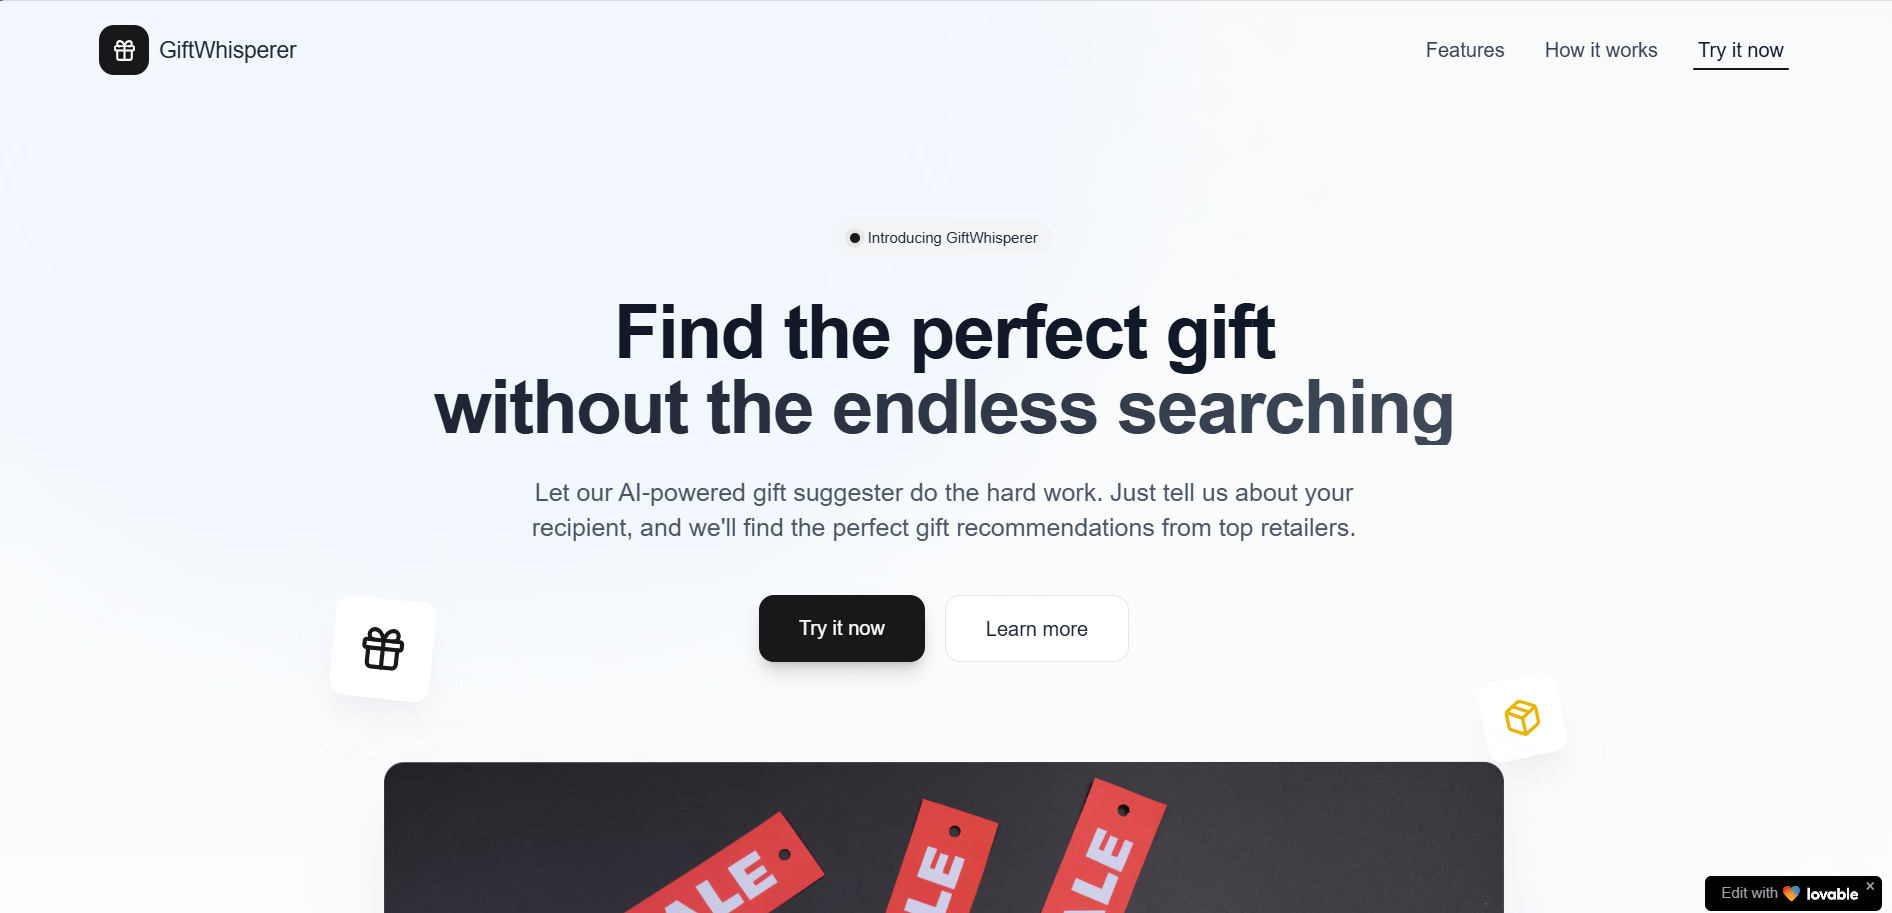 GiftWhisperer
Features
How it works
Try it now
Introducing GiftWhisperer
Find the perfect gift
without the endless searching
Let our AI-powered gift suggester do the hard work. Just tell us about your
recipient, and we'll find the perfect gift recommendations from top retailers.
Try it now
Learn more
ALE
LE
ALE
Edit with lovable
×